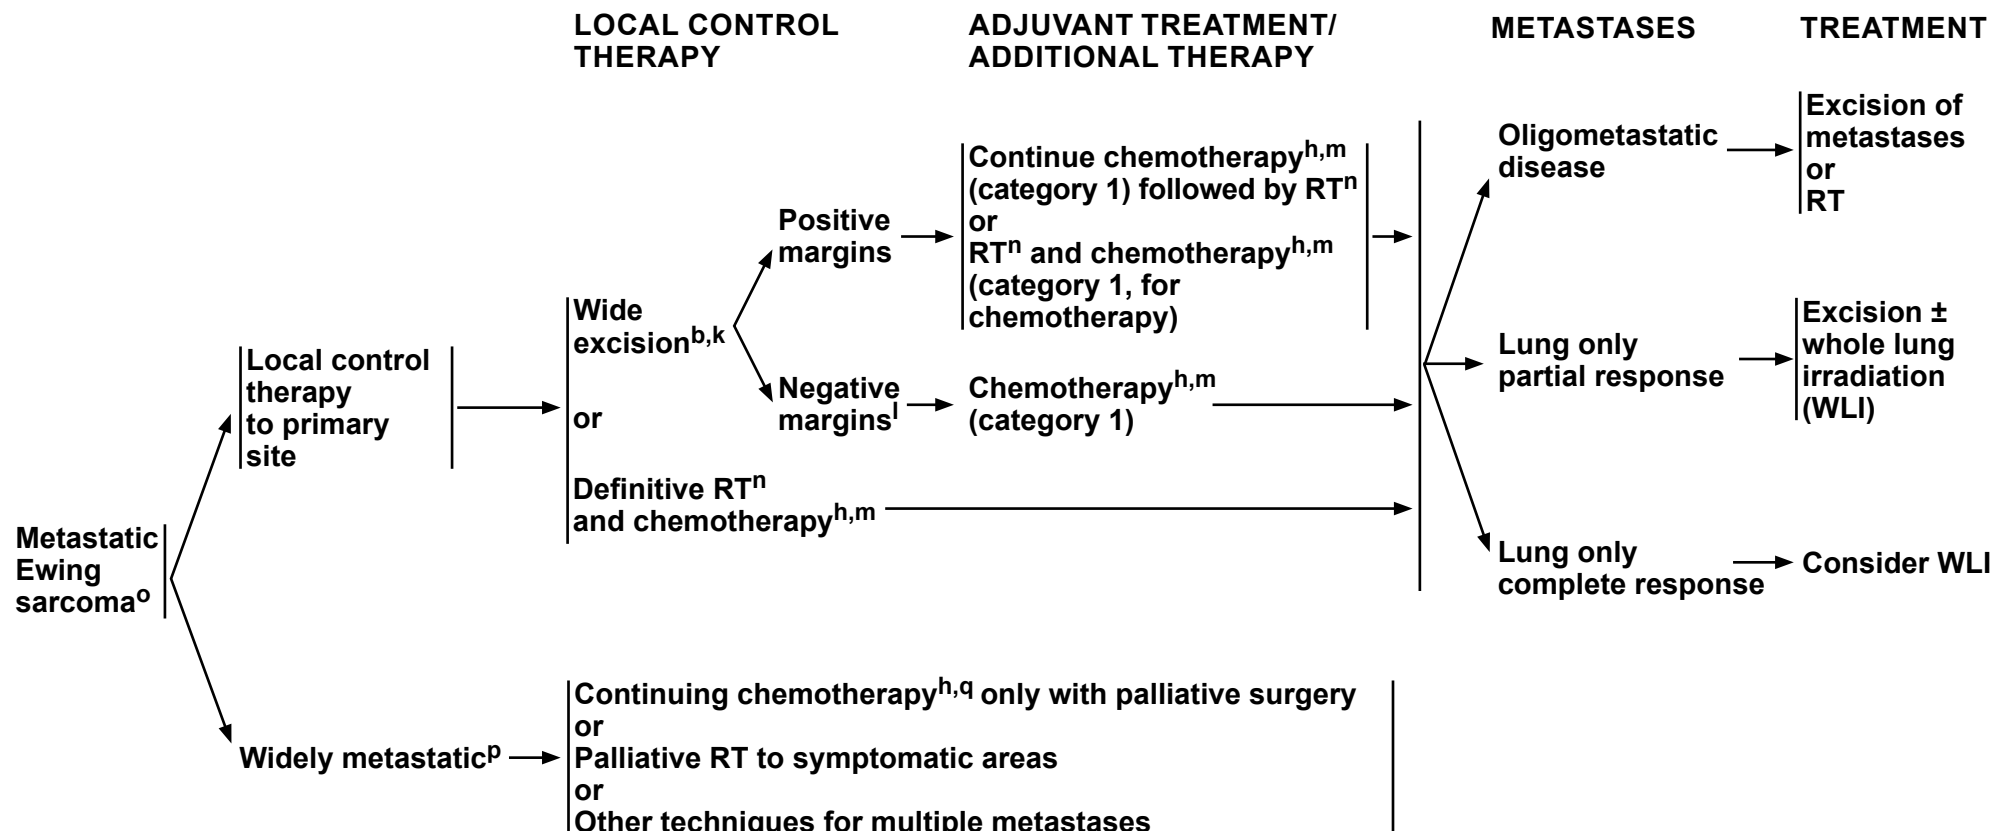 LOCAL CONTROL
THERAPY
ADJUVANT TREATMENT/
ADDITIONAL THERAPY
METASTASES
TREATMENT
Metastatic
Ewing
sarcomaᵒ
Local control
therapy
to primary
site
Wide
excisionᵇ,ᵏ
or
Definitive RTⁿ
and chemotherapyʰ,ᵐ
Positive
margins
Negative
marginsˡ
Continue chemotherapyʰ,ᵐ
(category 1) followed by RTⁿ
or
RTⁿ and chemotherapyʰ,ᵐ
(category 1, for
chemotherapy)
Chemotherapyʰ,ᵐ
(category 1)
Oligometastatic
disease
Excision of
metastases
or
RT
Lung only
partial response
Excision ±
whole lung
irradiation
(WLI)
Lung only
complete response
Consider WLI
Widely metastaticᵖ
Continuing chemotherapyʰ,q only with palliative surgery
or
Palliative RT to symptomatic areas
or
Other techniques for multiple metastases